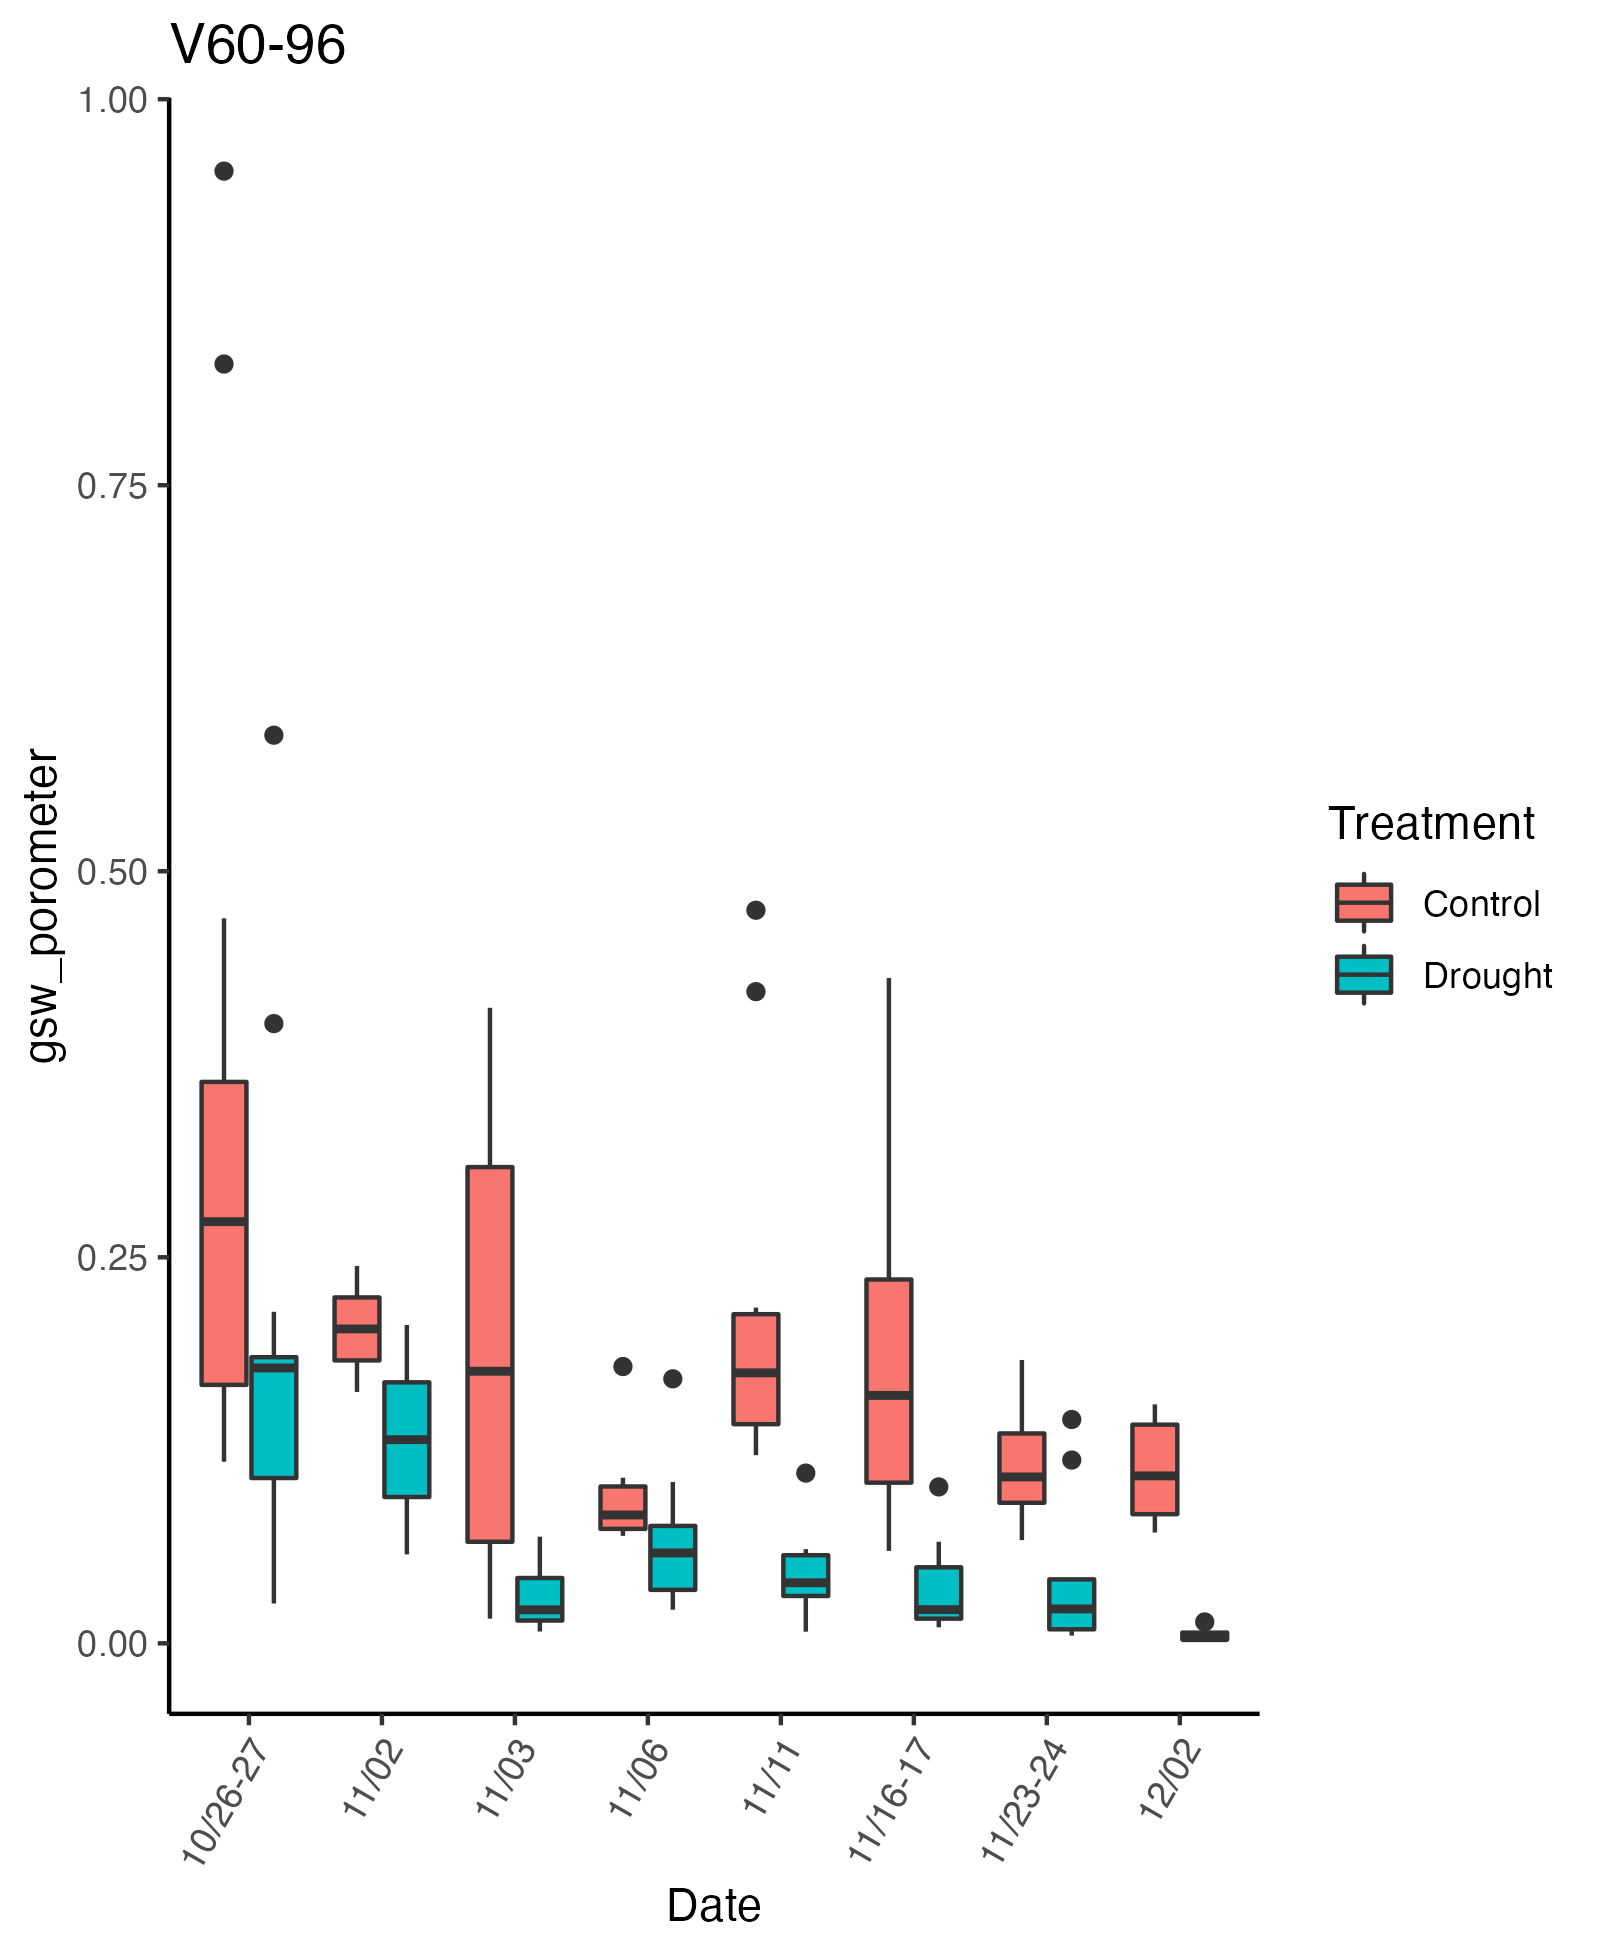 V60-96
1.00
0.75
0.50
0.25
0.00
gsw_porometer
10/26-27
11/02
11/03
11/06
11/11
11/16-17
11/23-24
12/02
Date
Treatment
Control
Drought